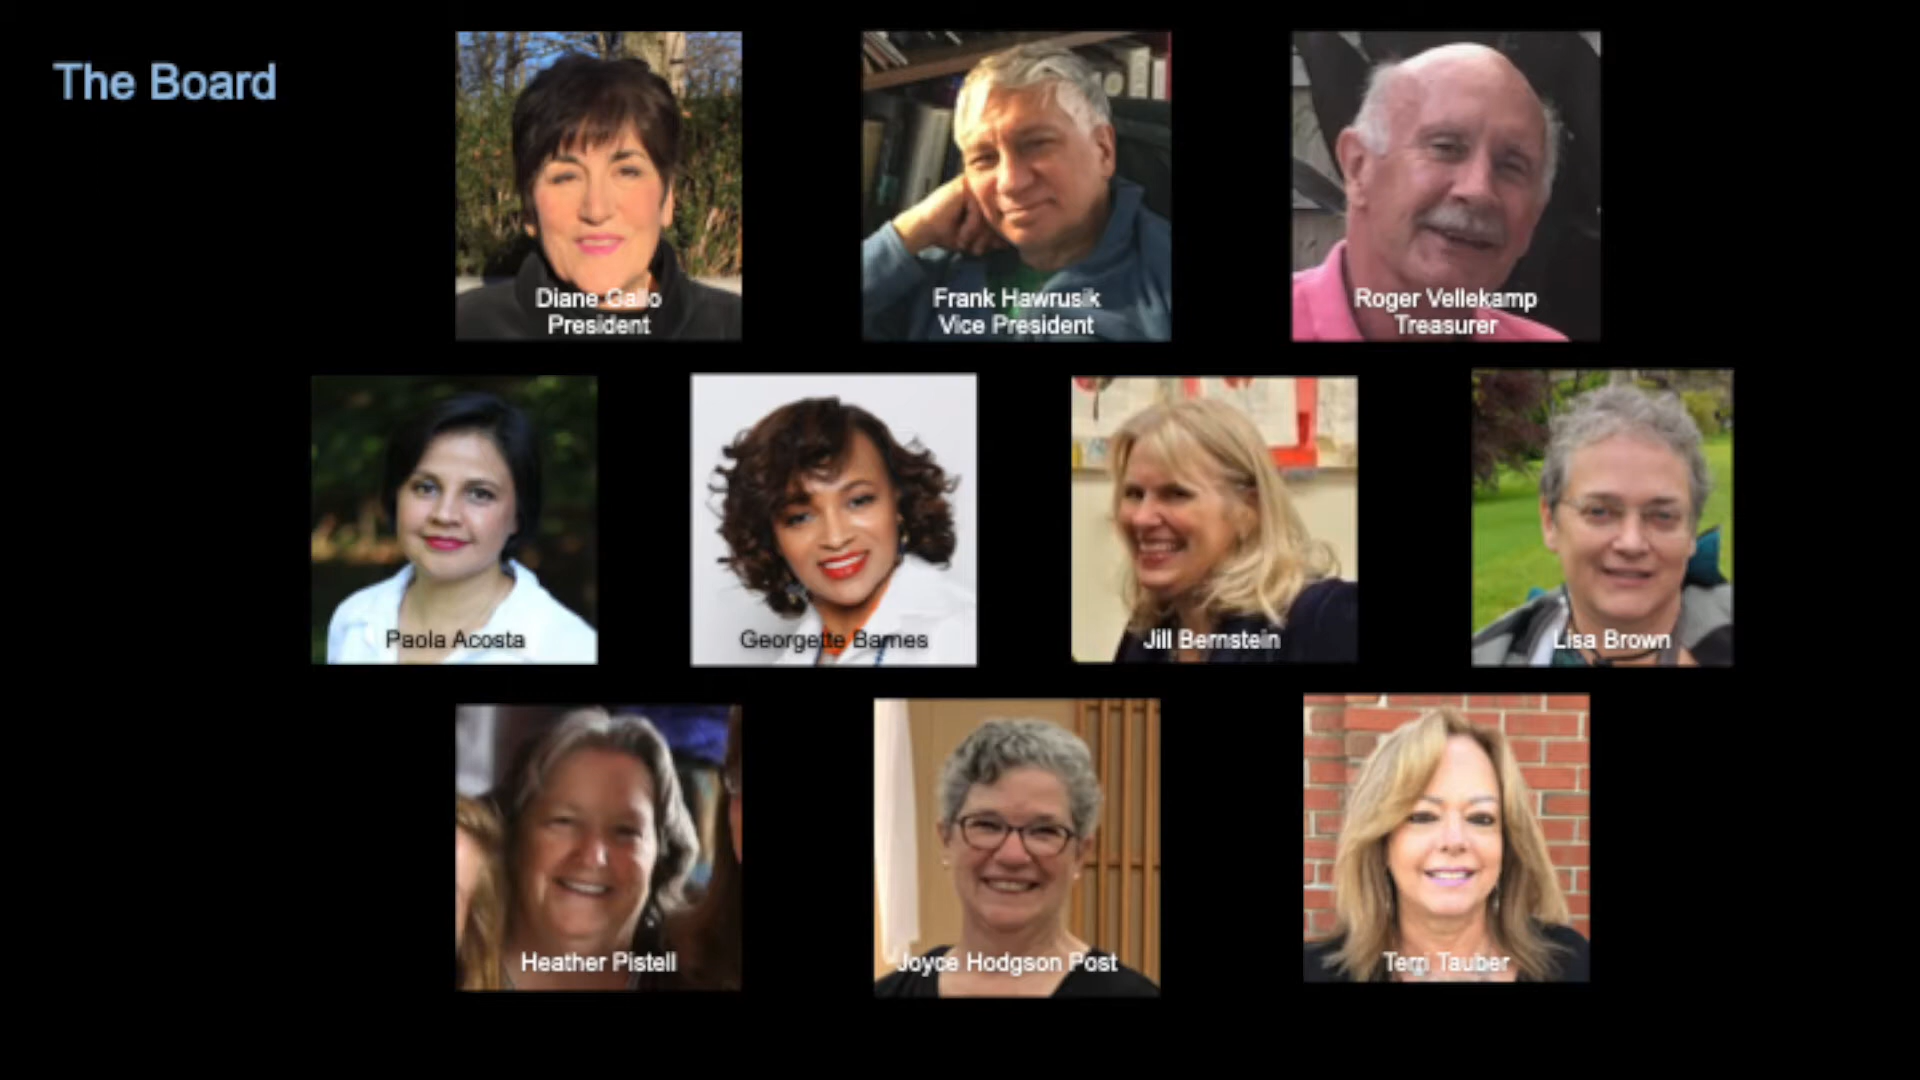 The Board
Diane Gallo
President
Frank Hawrusik
Vice President
Roger Vellekamp
Treasurer
Paola Acosta
Georgette Barnes
Jill Bernstein
Lisa Brown
Heather Pistell
Joyce Hodgson Post
Terri Tauber